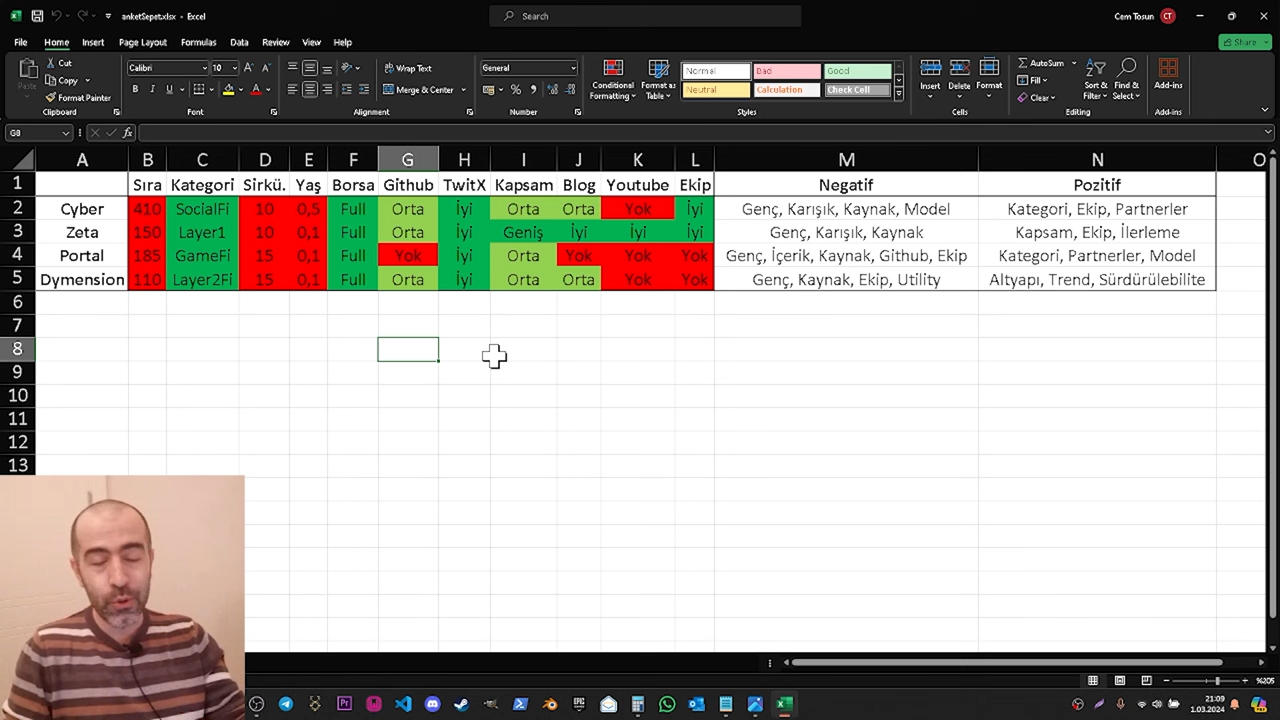 anketSepet.xlsx - Excel
Search
Cem Tosun CT
File Home Insert Page Layout Formulas Data Review View Help
Share
Paste
Cut
Copy
Format Painter
Clipboard
Calibri 10
B I U
Font
Wrap Text
Merge & Center
Alignment
General
Number
Conditional Formatting
Format as Table
Normal Bad Good
Neutral Calculation Check Cell
Styles
Insert Delete Format
Cells
AutoSum
Fill
Clear
Sort & Filter
Find & Select
Editing
Add-ins
Add-ins
G8 fx
A B C D E F G H I J K L M N O
1 Sıra Kategori Sirkü. Yaş Borsa Github TwitX Kapsam Blog Youtube Ekip Negatif Pozitif
2 Cyber 410 SocialFi 10 0,5 Full Orta İyi Orta Orta Yok İyi Genç, Karışık, Kaynak, Model Kategori, Ekip, Partnerler
3 Zeta 150 Layer1 10 0,1 Full Orta İyi Geniş İyi İyi İyi Genç, Karışık, Kaynak Kapsam, Ekip, İlerleme
4 Portal 185 GameFi 15 0,1 Full Yok İyi Orta Yok Yok Yok Genç, İçerik, Kaynak, Github, Ekip Kategori, Partnerler, Model
5 Dymension 110 Layer2Fi 15 0,1 Full Orta İyi Orta Orta Yok Yok Genç, Kaynak, Ekip, Utility Altyapı, Trend, Sürdürülebilite
6
7
8
9
10
11
12
13
%205
21:09
1.03.2024